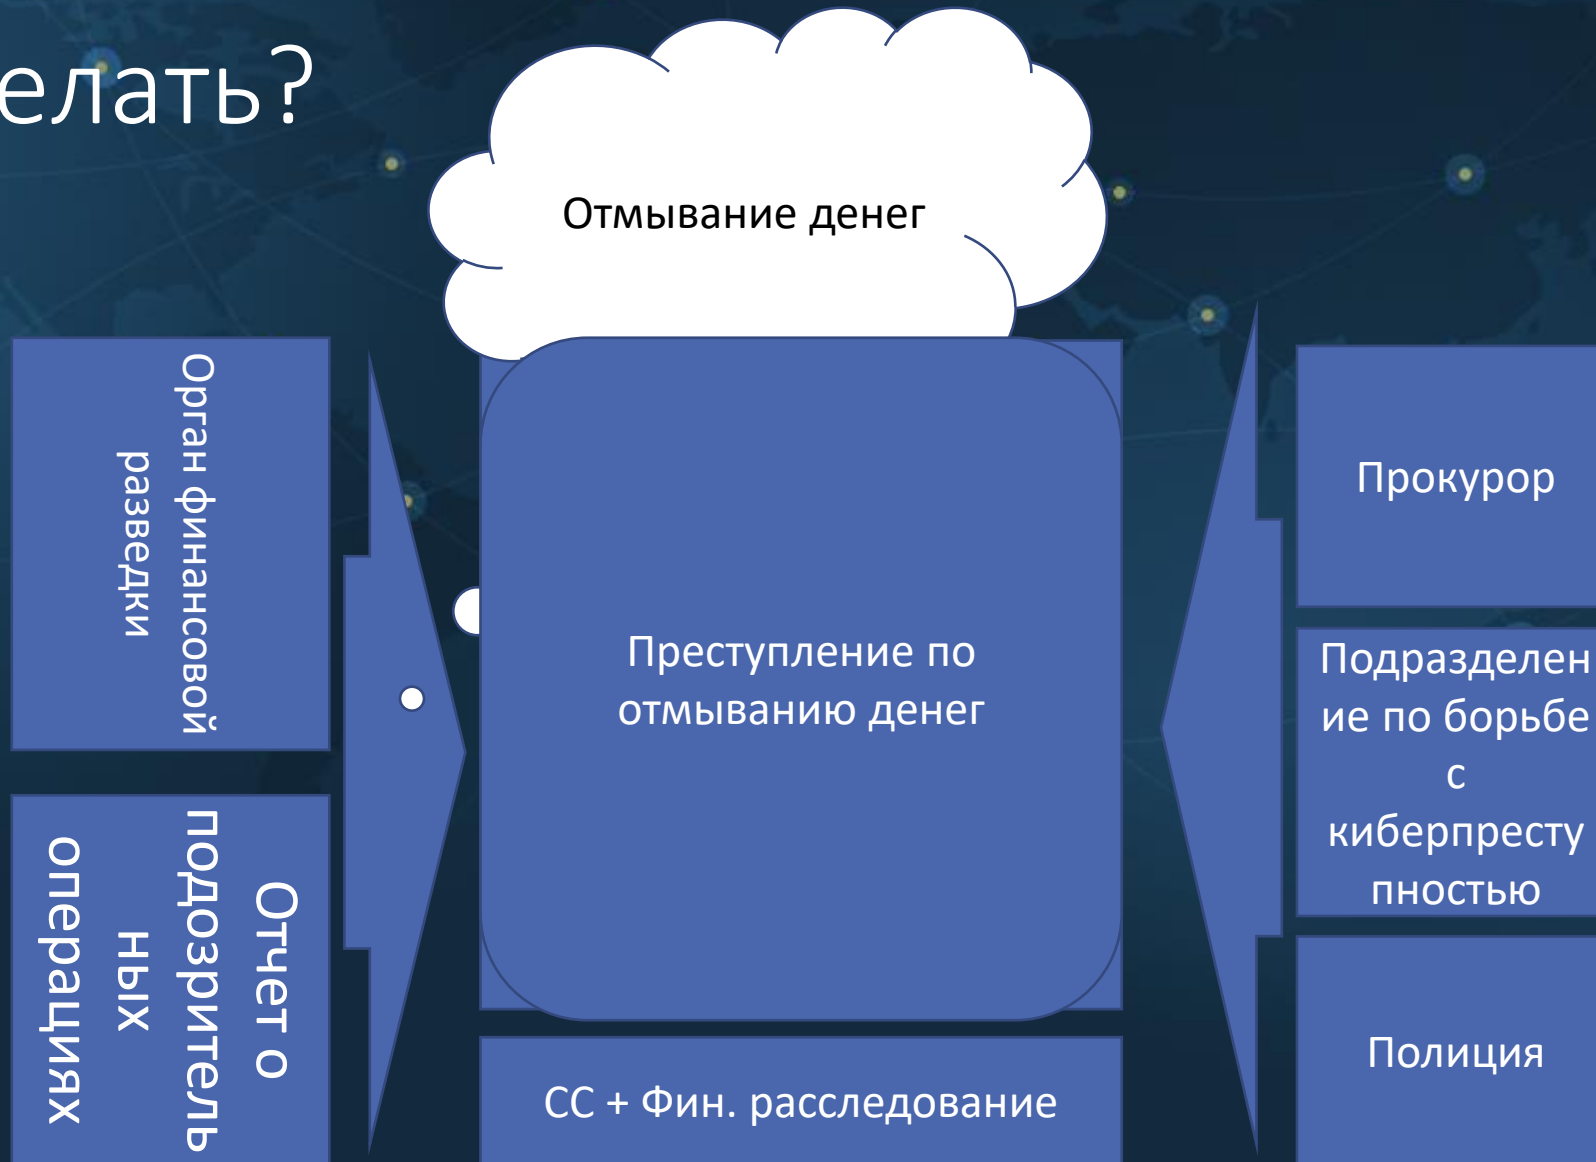 елать?
Отмывание денег
Орган финансовой
разведки
Отчет о
подозритель
ных
операциях
Преступление по
отмыванию денег
СС + Фин. расследование
Прокурор
Подразделен
ие по борьбе
с
киберпресту
пностью
Полиция